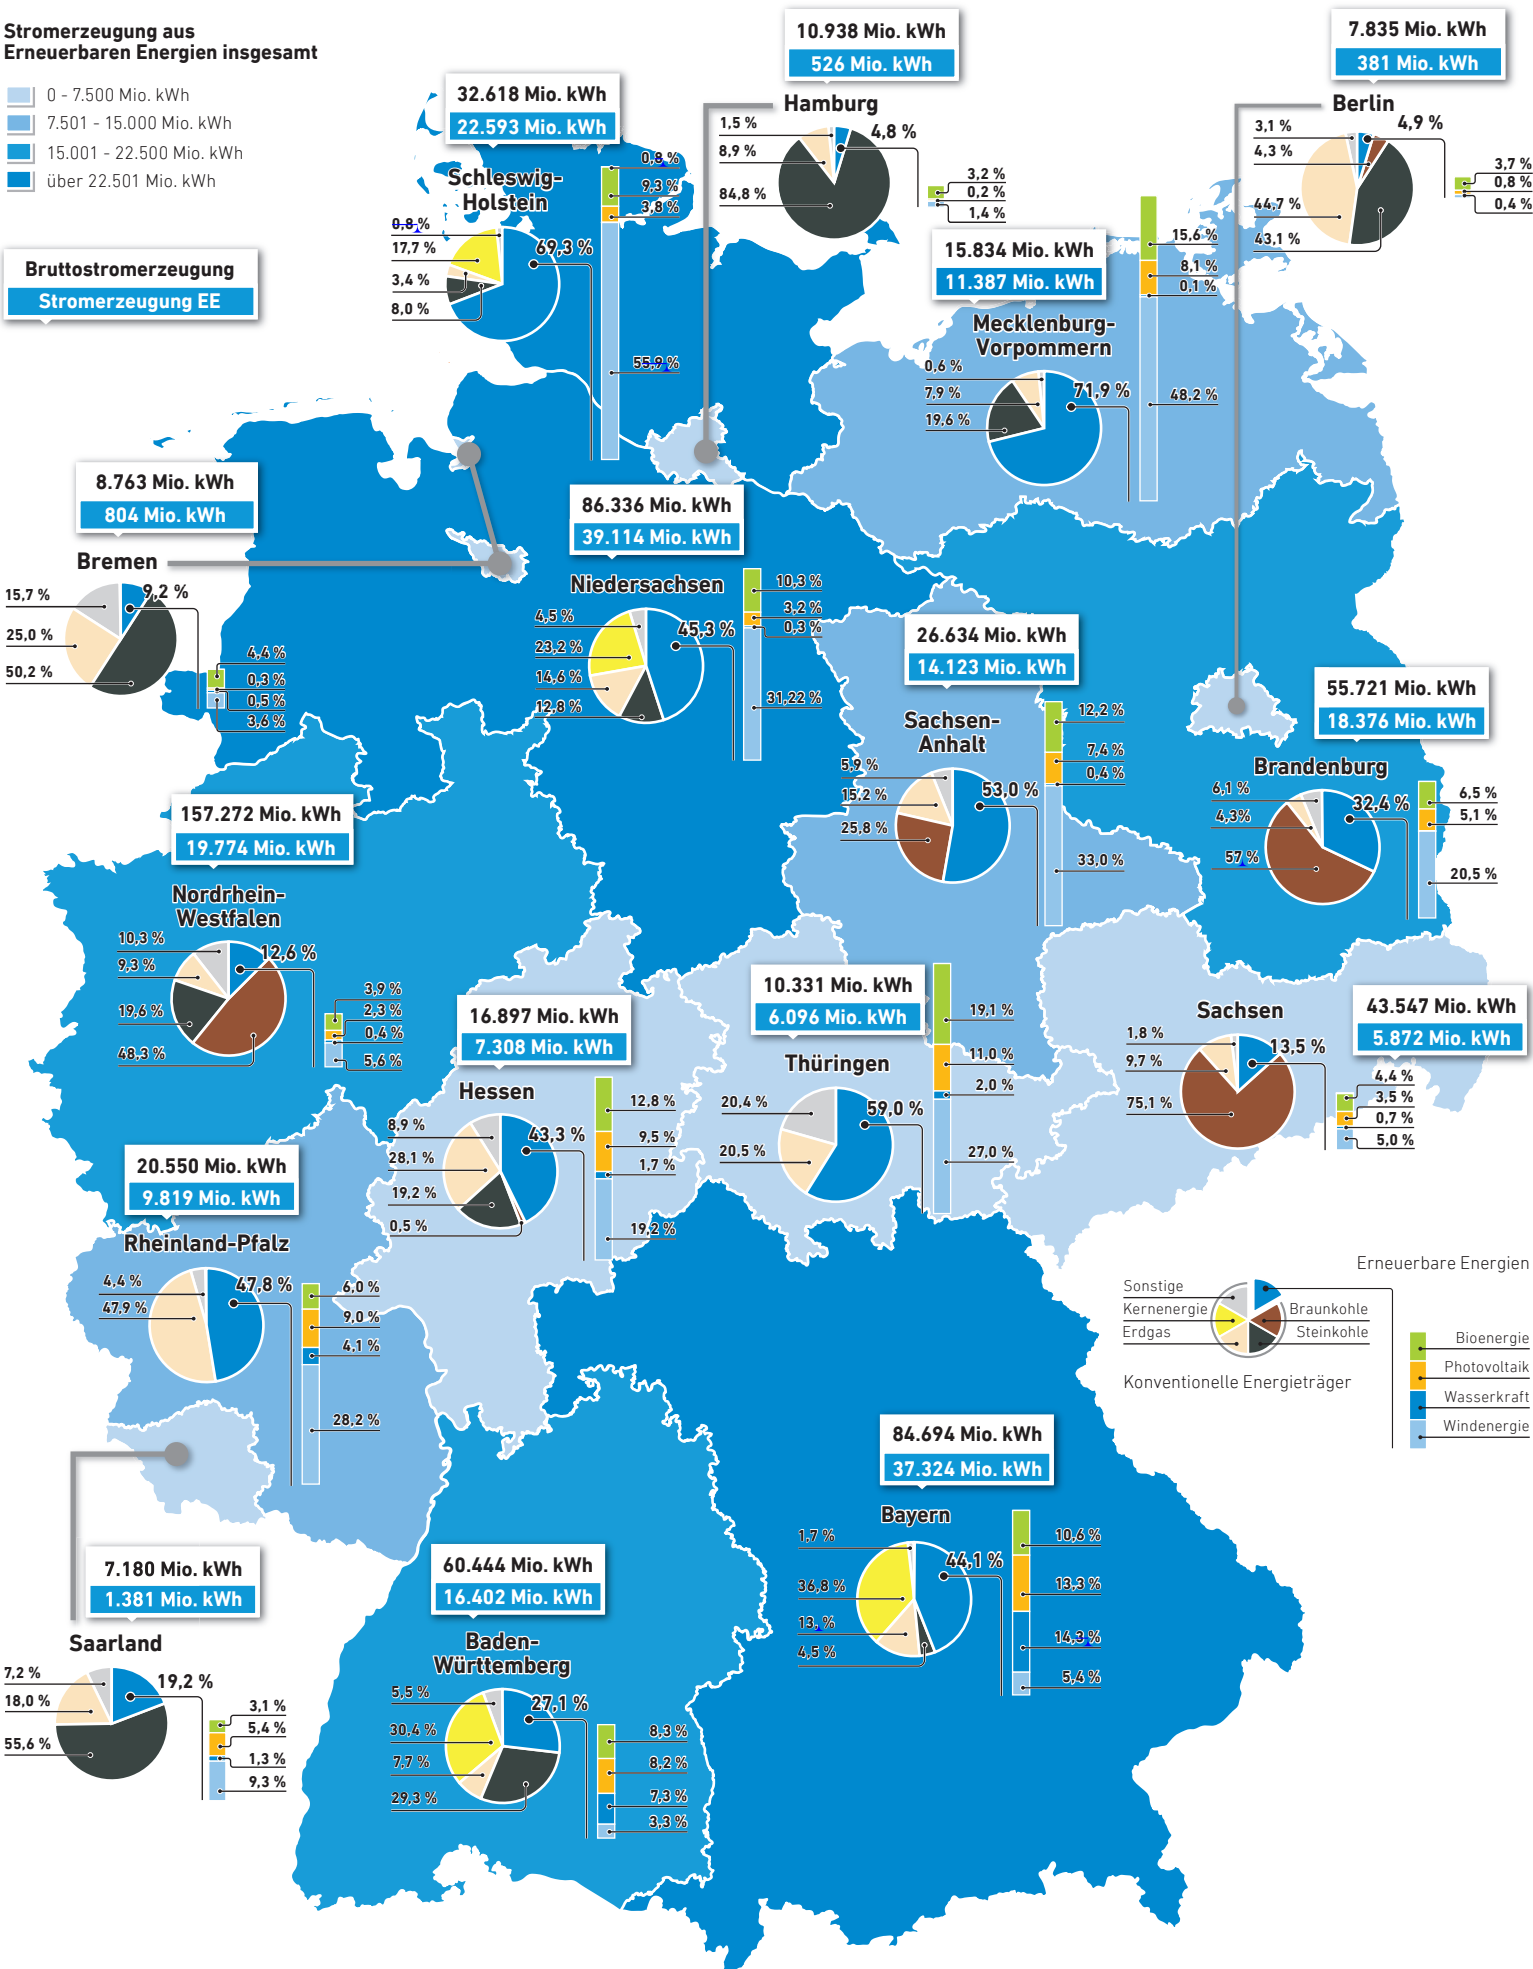 Stromerzeugung aus
Erneuerbaren Energien insgesamt
0 - 7.500 Mio. kWh
7.501 - 15.000 Mio. kWh
15.001 - 22.500 Mio. kWh
über 22.501 Mio. kWh
Bruttostromerzeugung
Stromerzeugung EE
32.618 Mio. kWh
22.593 Mio. kWh
Schleswig-
Holstein
0,8 %
17,7 %
3,4 %
8,0 %
69,3 %
0,8 %
9,3 %
3,8 %
55,9 %
10.938 Mio. kWh
526 Mio. kWh
Hamburg
1,5 %
8,9 %
84,8 %
4,8 %
3,2 %
0,2 %
1,4 %
7.835 Mio. kWh
381 Mio. kWh
Berlin
3,1 %
4,3 %
44,7 %
43,1 %
4,9 %
3,7 %
0,8 %
0,4 %
15.834 Mio. kWh
11.387 Mio. kWh
Mecklenburg-
Vorpommern
0,6 %
7,9 %
19,6 %
71,9 %
15,6 %
8,1 %
0,1 %
48,2 %
8.763 Mio. kWh
804 Mio. kWh
Bremen
15,7 %
25,0 %
50,2 %
9,2 %
4,4 %
0,3 %
0,5 %
3,6 %
86.336 Mio. kWh
39.114 Mio. kWh
Niedersachsen
4,5 %
23,2 %
14,6 %
12,8 %
45,3 %
10,3 %
3,2 %
0,3 %
31,22 %
26.634 Mio. kWh
14.123 Mio. kWh
Sachsen-
Anhalt
5,9 %
15,2 %
25,8 %
53,0 %
12,2 %
7,4 %
0,4 %
33,0 %
55.721 Mio. kWh
18.376 Mio. kWh
Brandenburg
6,1 %
4,3%
57 %
32,4 %
6,5 %
5,1 %
20,5 %
157.272 Mio. kWh
19.774 Mio. kWh
Nordrhein-
Westfalen
10,3 %
9,3 %
19,6 %
48,3 %
12,6 %
3,9 %
2,3 %
0,4 %
5,6 %
16.897 Mio. kWh
7.308 Mio. kWh
Hessen
8,9 %
28,1 %
19,2 %
0,5 %
43,3 %
12,8 %
9,5 %
1,7 %
19,2 %
10.331 Mio. kWh
6.096 Mio. kWh
Thüringen
20,4 %
20,5 %
59,0 %
19,1 %
11,0 %
2,0 %
27,0 %
43.547 Mio. kWh
5.872 Mio. kWh
Sachsen
1,8 %
9,7 %
75,1 %
13,5 %
4,4 %
3,5 %
0,7 %
5,0 %
20.550 Mio. kWh
9.819 Mio. kWh
Rheinland-Pfalz
4,4 %
47,9 %
47,8 %
6,0 %
9,0 %
4,1 %
28,2 %
Erneuerbare Energien
Sonstige
Kernenergie
Erdgas
Braunkohle
Steinkohle
Konventionelle Energieträger
Bioenergie
Photovoltaik
Wasserkraft
Windenergie
84.694 Mio. kWh
37.324 Mio. kWh
Bayern
1,7 %
36,8 %
13, %
4,5 %
44,1 %
10,6 %
13,3 %
14,3 %
5,4 %
7.180 Mio. kWh
1.381 Mio. kWh
Saarland
7,2 %
18,0 %
55,6 %
19,2 %
3,1 %
5,4 %
1,3 %
9,3 %
60.444 Mio. kWh
16.402 Mio. kWh
Baden-
Württemberg
5,5 %
30,4 %
7,7 %
29,3 %
27,1 %
8,3 %
8,2 %
7,3 %
3,3 %